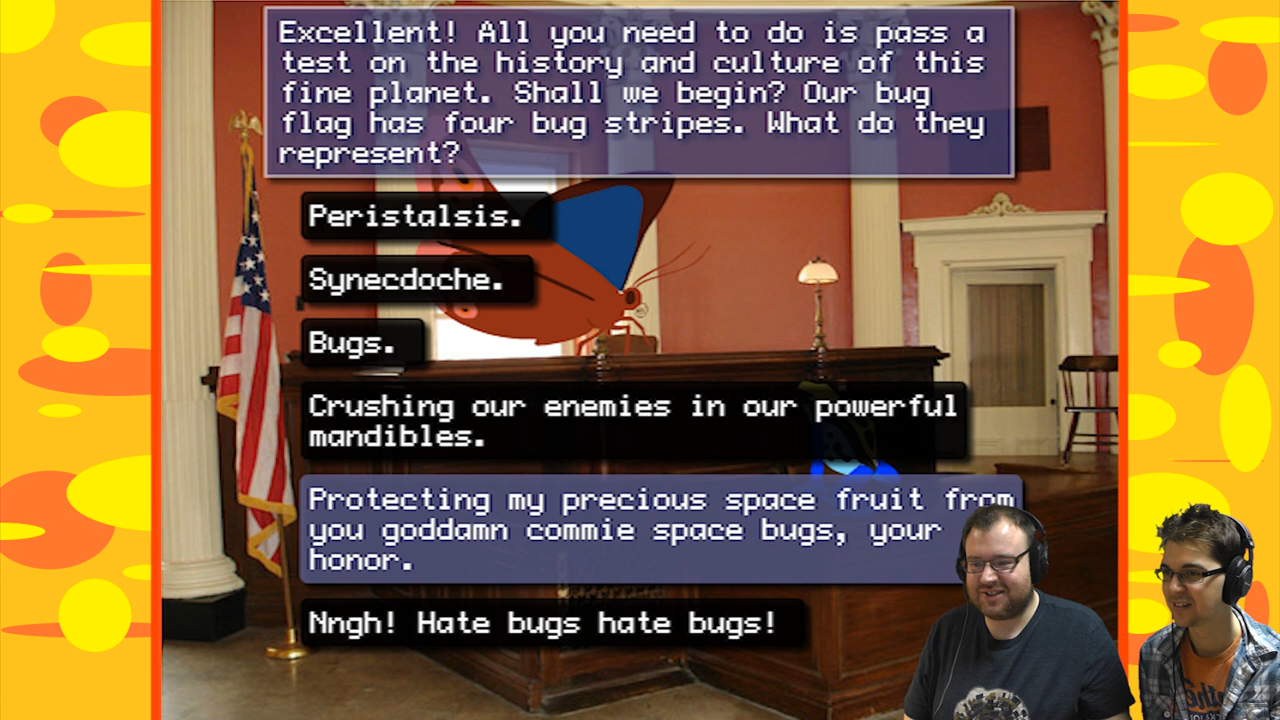 Excellent! All you need to do is pass a
test on the history and culture of this
fine planet. Shall we begin? Our bug
flag has four bug stripes. What do they
represent?
Peristalsis.
Synecdoche.
Bugs.
Crushing our enemies in our powerful
mandibles.
Protecting my precious space fruit from
you goddamn commie space bugs, your
honor.
Nngh! Hate bugs hate bugs!